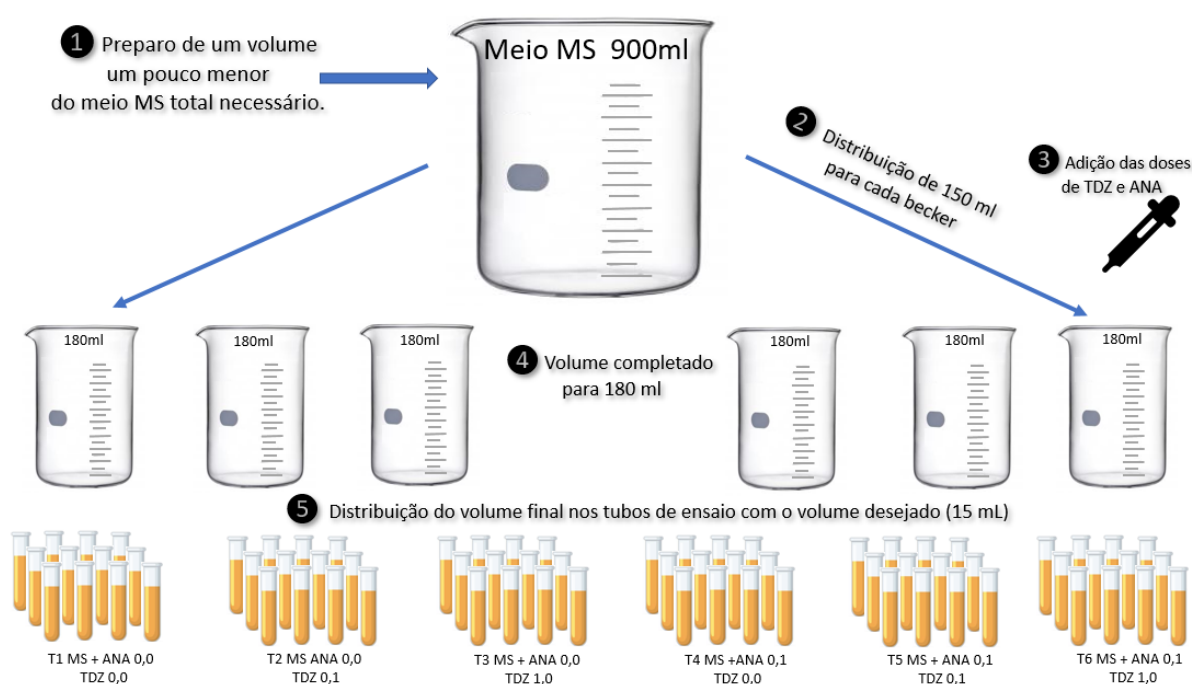 1 Preparo de um volume
um pouco menor
do meio MS total necessário.
Meio MS 900ml
2 Distribuição de 150 ml
para cada becker
3 Adição das doses
de TDZ e ANA
180ml
180ml
180ml
4 Volume completado
para 180 ml
180ml
180ml
180ml
5 Distribuição do volume final nos tubos de ensaio com o volume desejado (15 mL)
T1 MS + ANA 0,0
TDZ 0,0
T2 MS ANA 0,0
TDZ 0,1
T3 MS + ANA 0,0
TDZ 1,0
T4 MS +ANA 0,1
TDZ 0.0
T5 MS + ANA 0,1
TDZ 0.1
T6 MS + ANA 0,1
TDZ 1,0